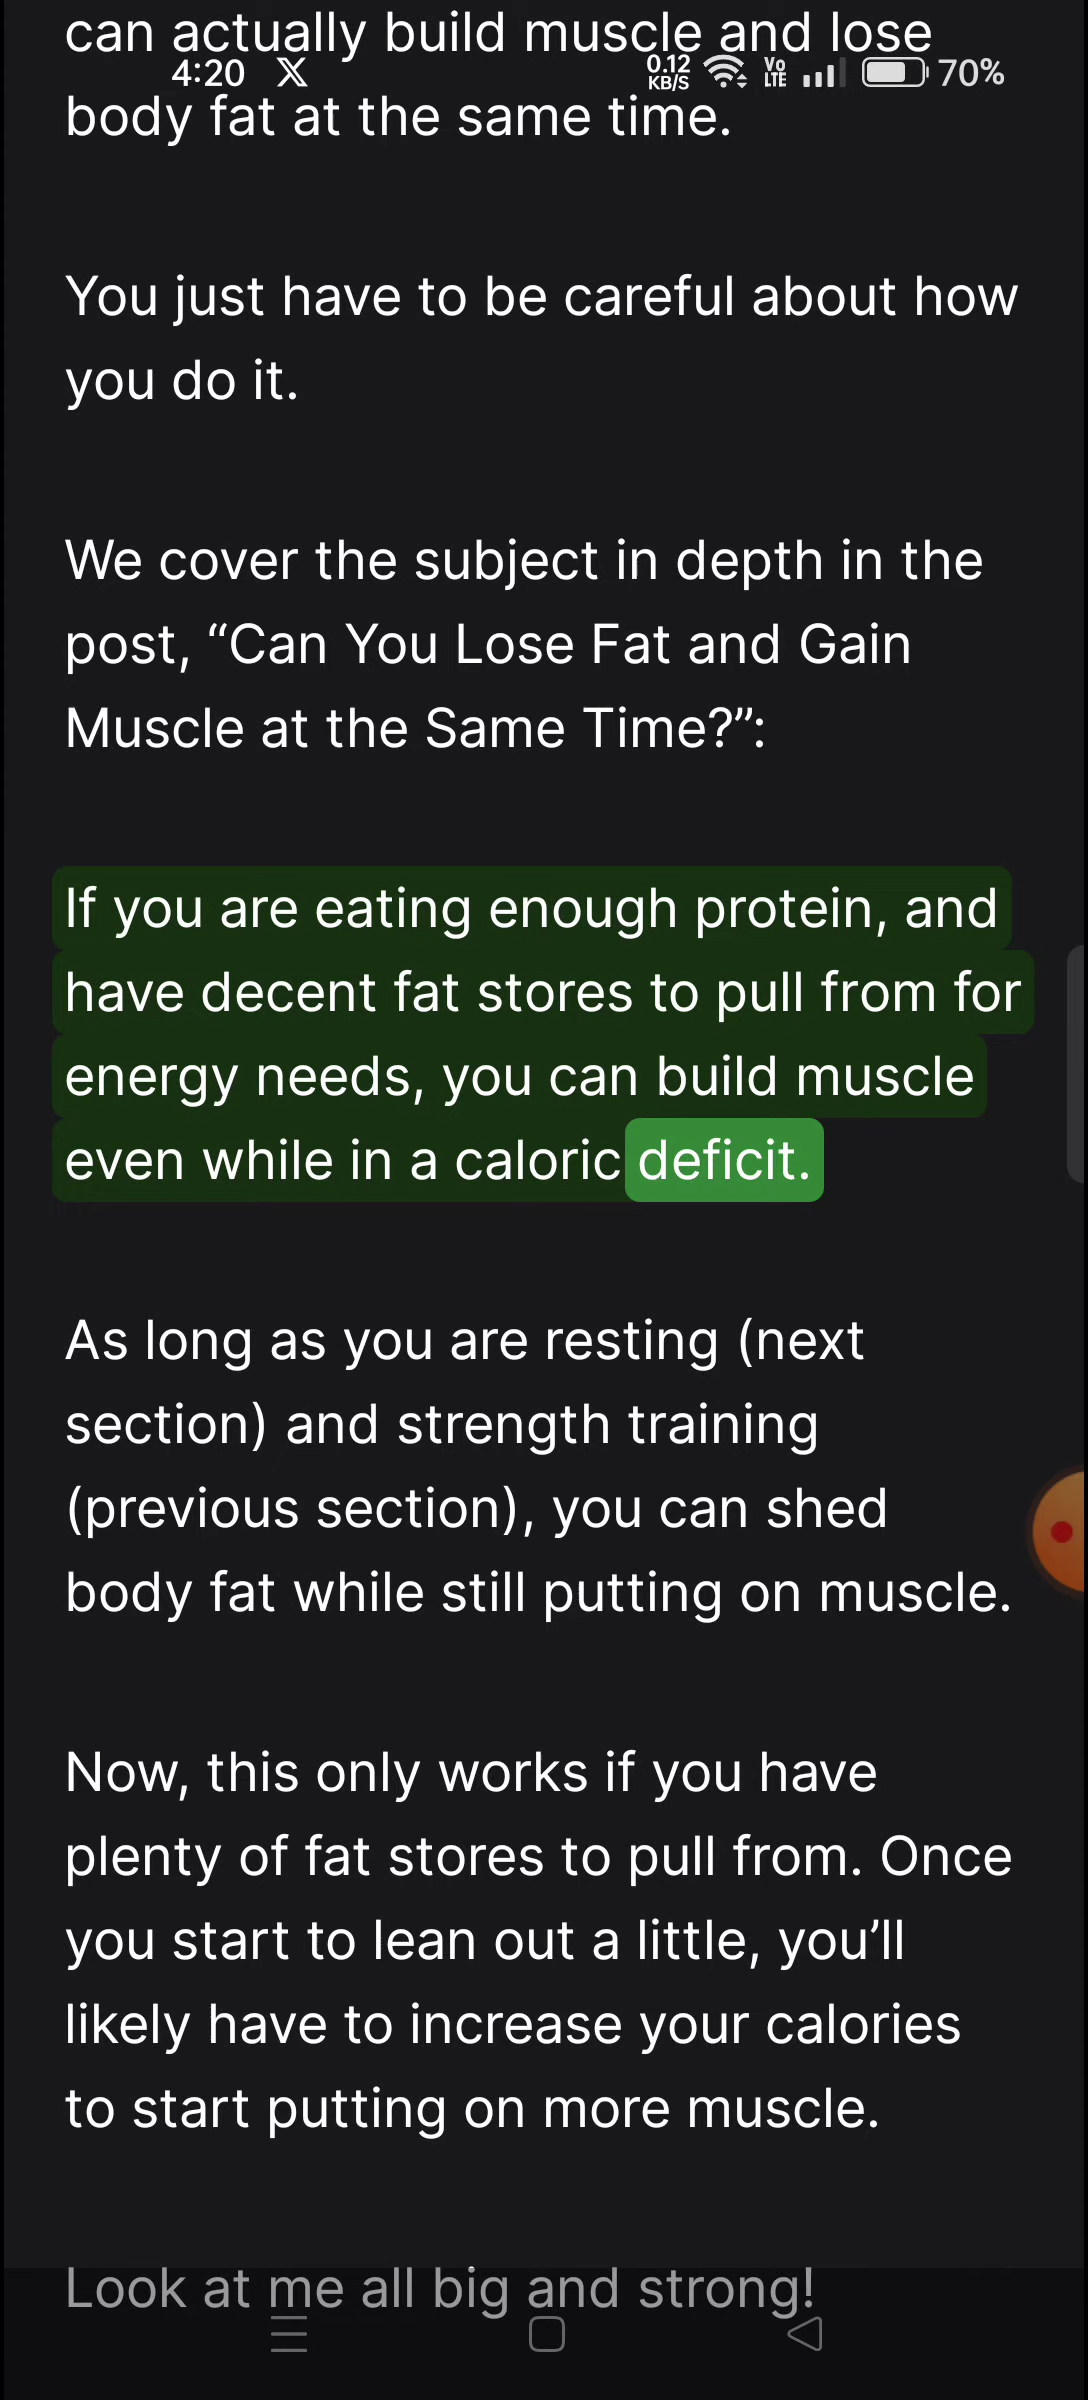 can actually build muscle and lose
4:20 X 0.12 KB/S Vo LTE 70%
body fat at the same time.
You just have to be careful about how
you do it.
We cover the subject in depth in the
post, “Can You Lose Fat and Gain
Muscle at the Same Time?”:
If you are eating enough protein, and
have decent fat stores to pull from for
energy needs, you can build muscle
even while in a caloric deficit.
As long as you are resting (next
section) and strength training
(previous section), you can shed
body fat while still putting on muscle.
Now, this only works if you have
plenty of fat stores to pull from. Once
you start to lean out a little, you’ll
likely have to increase your calories
to start putting on more muscle.
Look at me all big and strong!